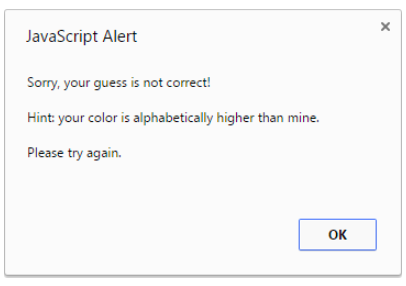 JavaScript Alert
Sorry, your guess is not correct!
Hint: your color is alphabetically higher than mine.
Please try again.
OK